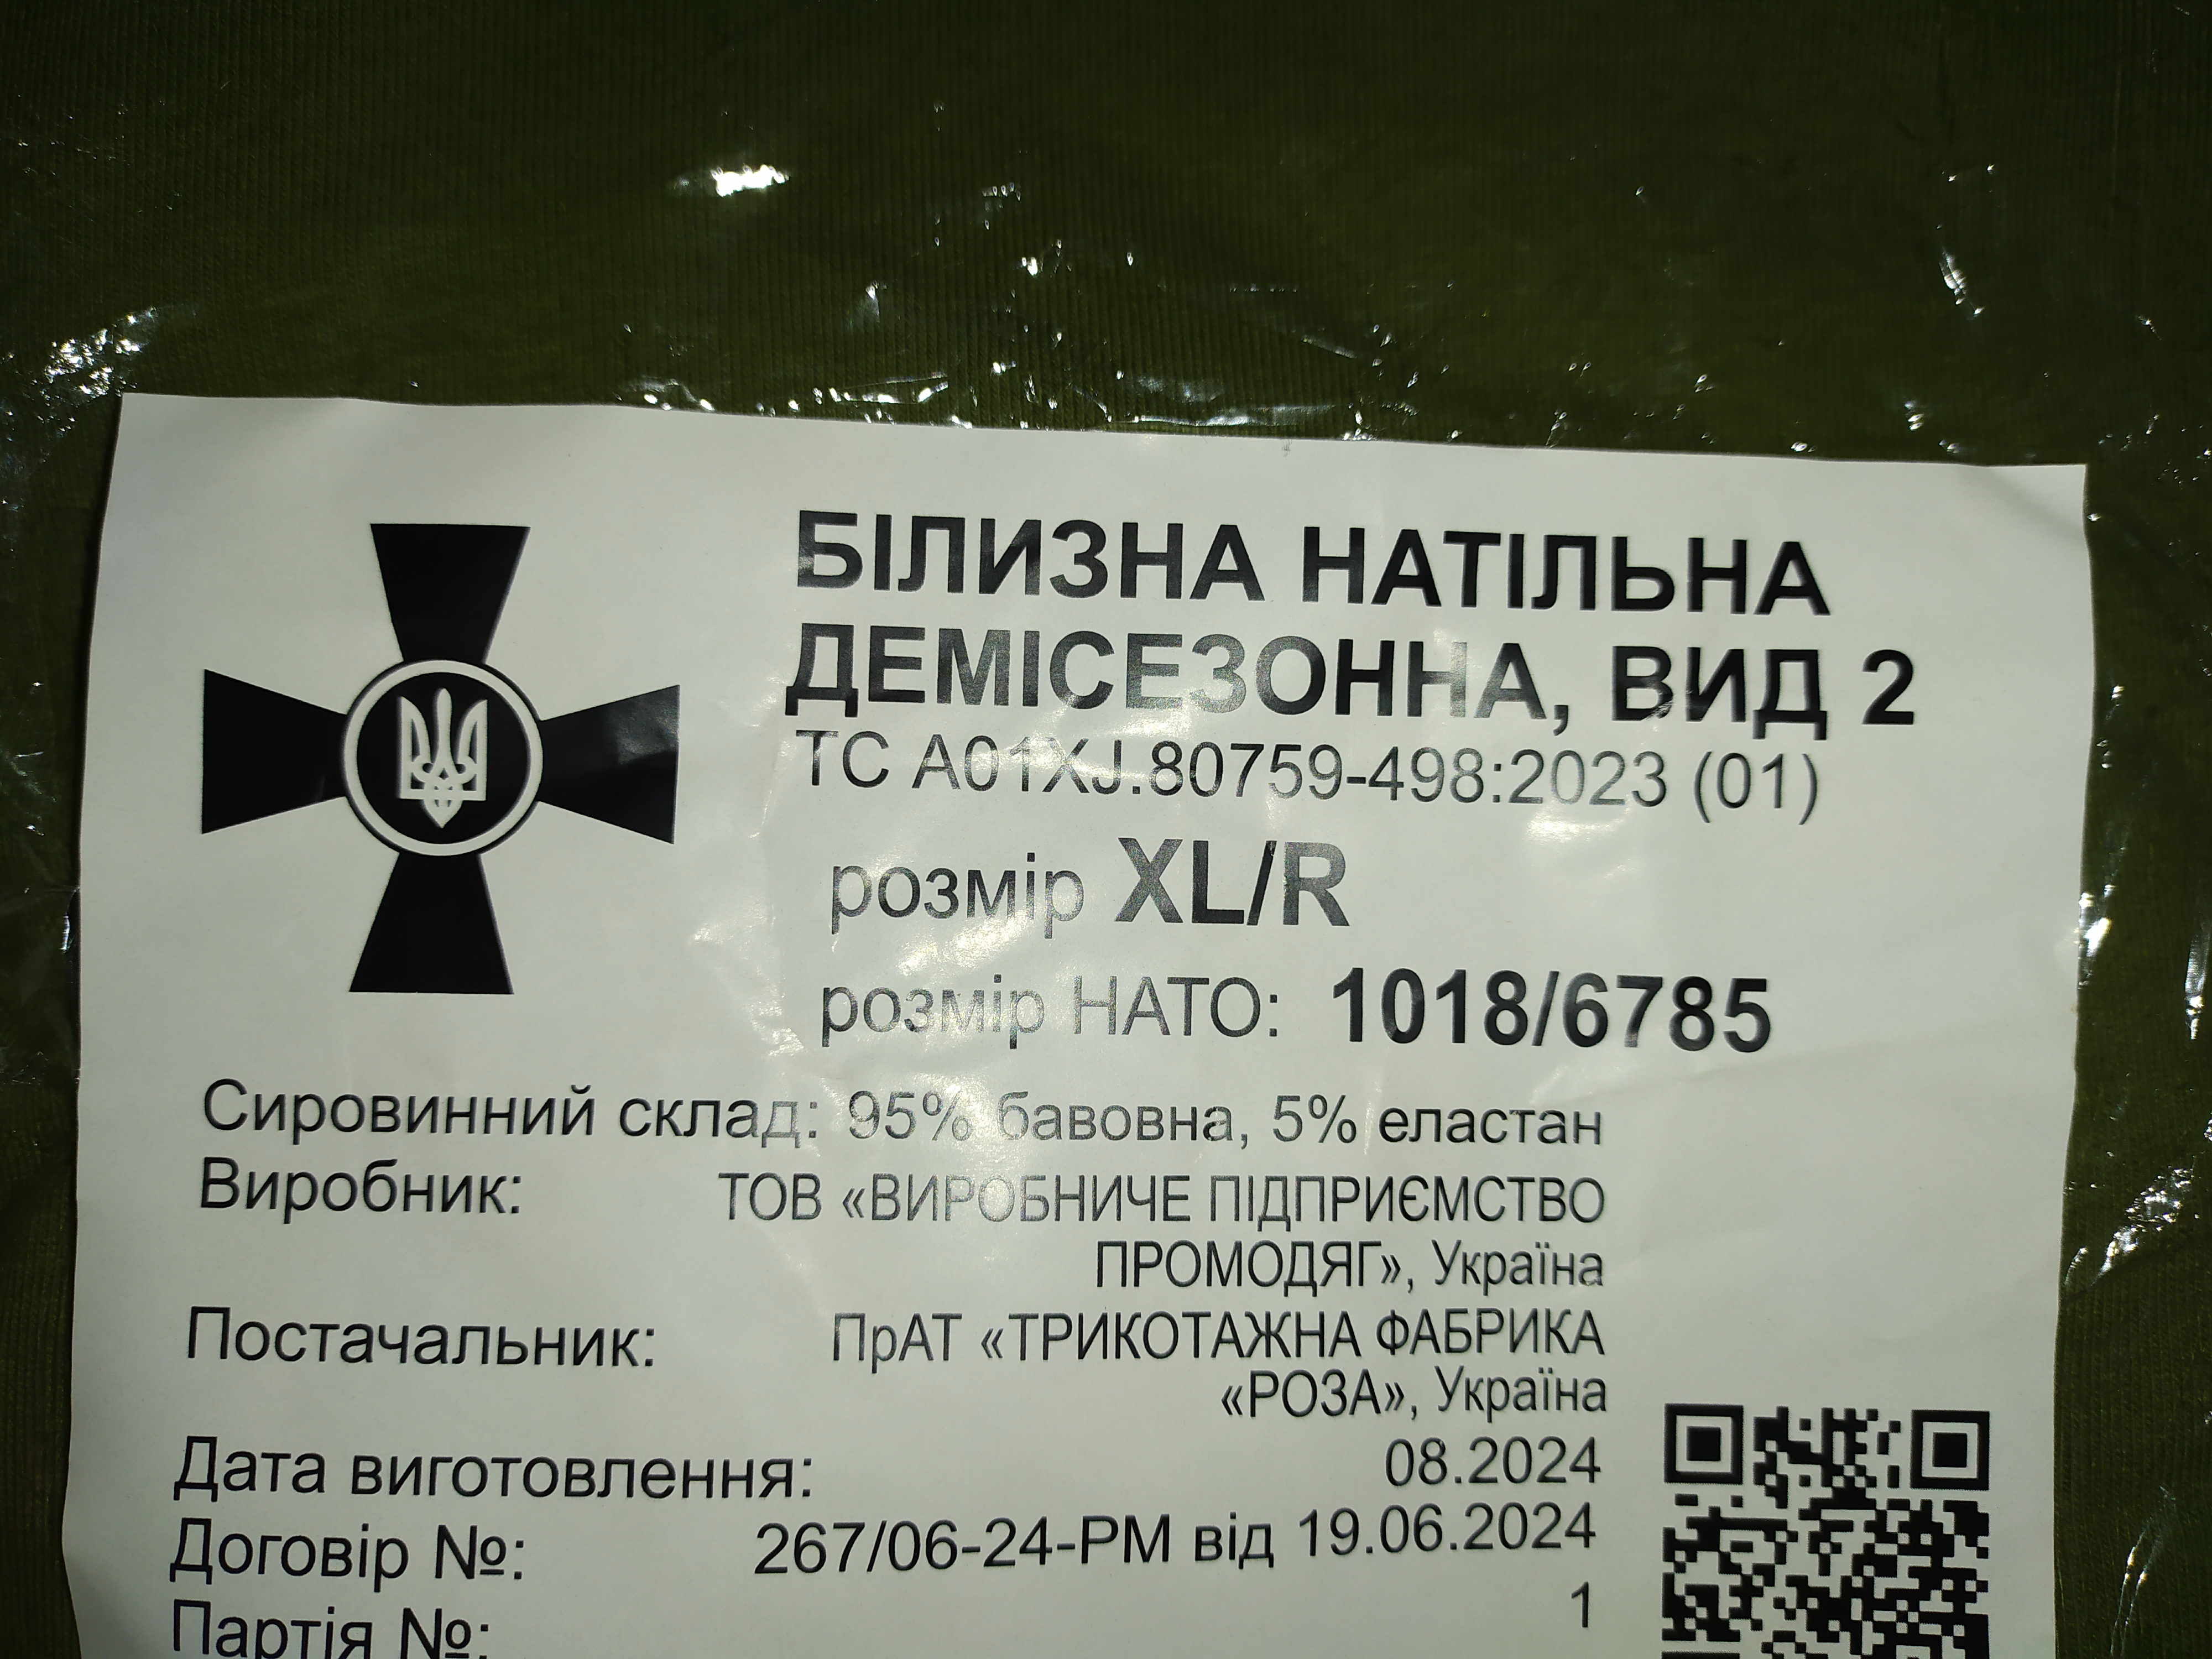 БІЛИЗНА НАТІЛЬНА
ДЕМІСЕЗОННА, ВИД 2
ТС А01XJ.80759-498:2023 (01)
розмір XL/R
розмір НАТО: 1018/6785
Сировинний склад: 95% бавовна, 5% еластан
Виробник: ТОВ «ВИРОБНИЧЕ ПІДПРИЄМСТВО
ПРОМОДЯГ», Україна
Постачальник: ПрАТ «ТРИКОТАЖНА ФАБРИКА
«РОЗА», Україна
Дата виготовлення: 08.2024
Договір №: 267/06-24-РМ від 19.06.2024
Партія №: 1